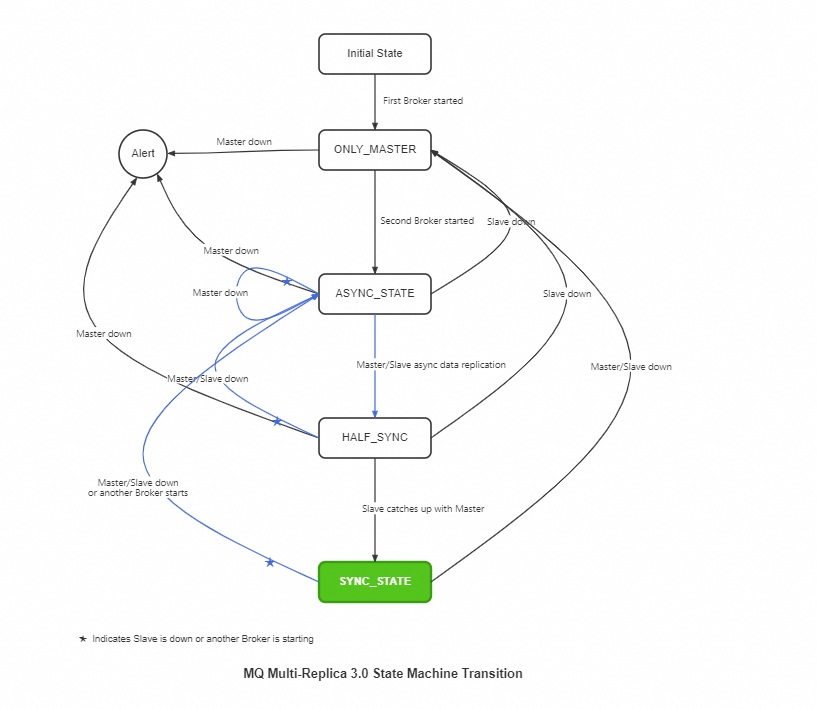 Initial State
First Broker started
Master down
Alert
ONLY_MASTER
Second Broker started
Slave down
Master down
Master down
ASYNC_STATE
Slave down
Master down
Master/Slave async data replication
Master/Slave down
Master/Slave down
HALF_SYNC
Master/Slave down
or another Broker starts
Slave catches up with Master
SYNC_STATE
★ Indicates Slave is down or another Broker is starting
MQ Multi-Replica 3.0 State Machine Transition